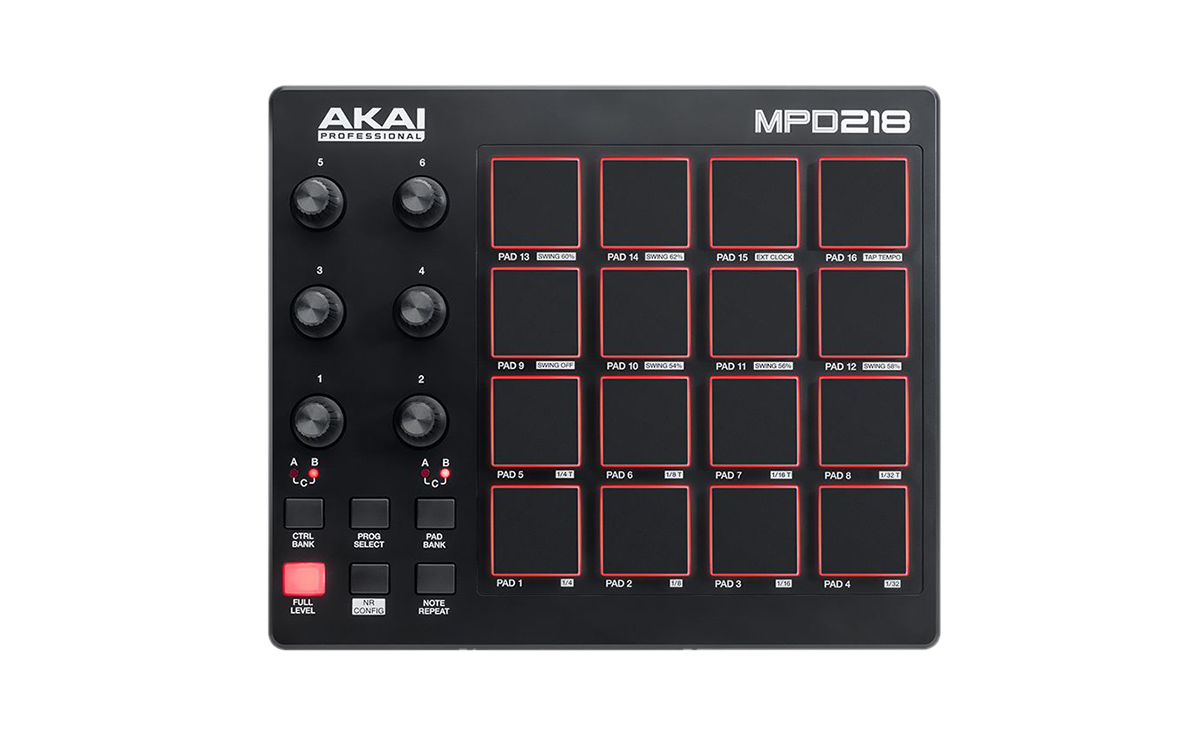 AKAI
PROFESSIONAL
MPD218
5 6
3 4
1 2
A B
C
A B
C
CTRL
BANK
PROG
SELECT
PAD
BANK
FULL
LEVEL
NR
CONFIG
NOTE
REPEAT
PAD 13 SWING 60% PAD 14 SWING 62% PAD 15 EXT CLOCK PAD 16 TAP TEMPO
PAD 9 SWING OFF PAD 10 SWING 54% PAD 11 SWING 56% PAD 12 SWING 58%
PAD 5 1/4 T PAD 6 1/8 T PAD 7 1/16 T PAD 8 1/32 T
PAD 1 1/4 PAD 2 1/8 PAD 3 1/16 PAD 4 1/32